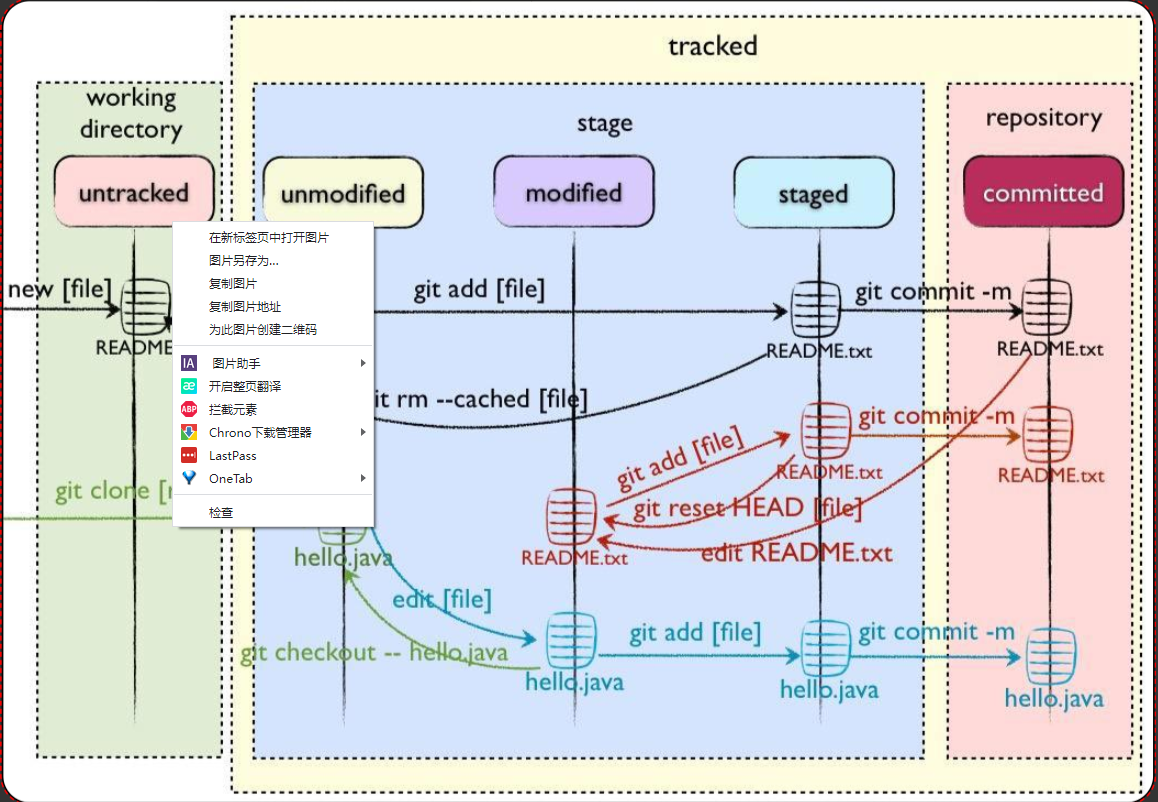 tracked
working
directory
stage
repository
untracked
unmodified
modified
staged
committed
在新标签页中打开图片
图片另存为...
复制图片
复制图片地址
为此图片创建二维码
IA 图片助手
æ 开启整页翻译
ABP 拦截元素
Chrono下载管理器
LastPass
OneTab
检查
new [file]
README
git add [file]
README.txt
git commit -m
README.txt
it rm --cached [file]
git add [file]
README.txt
git commit -m
README.txt
git clone [r
README.txt
git reset HEAD [file]
edit README.txt
hello.java
edit [file]
git checkout -- hello.java
hello.java
git add [file]
hello.java
git commit -m
hello.java